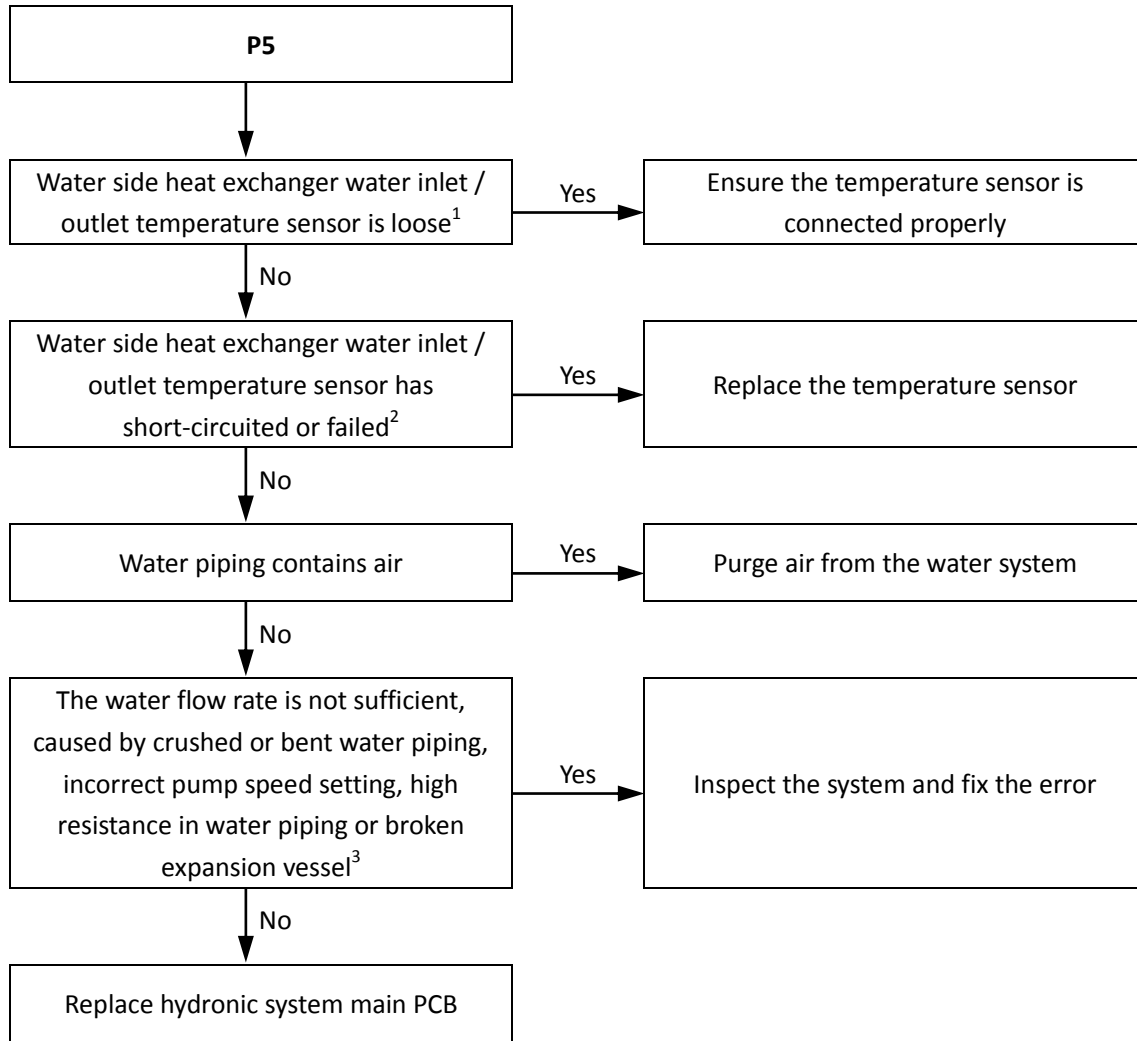 P5
Water side heat exchanger water inlet /
outlet temperature sensor is loose¹
Yes
Ensure the temperature sensor is
connected properly
No
Water side heat exchanger water inlet /
outlet temperature sensor has
short-circuited or failed²
Yes
Replace the temperature sensor
No
Water piping contains air
Yes
Purge air from the water system
No
The water flow rate is not sufficient,
caused by crushed or bent water piping,
incorrect pump speed setting, high
resistance in water piping or broken
expansion vessel³
Yes
Inspect the system and fix the error
No
Replace hydronic system main PCB